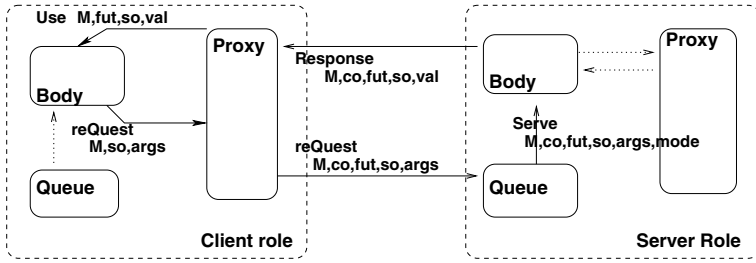 Use M,fut,so,val
Proxy
Body
reQuest
M,so,args
Queue
Client role
Response
M,co,fut,so,val
reQuest
M,co,fut,so,args
Body
Proxy
Serve
M,co,fut,so,args,mode
Queue
Server Role